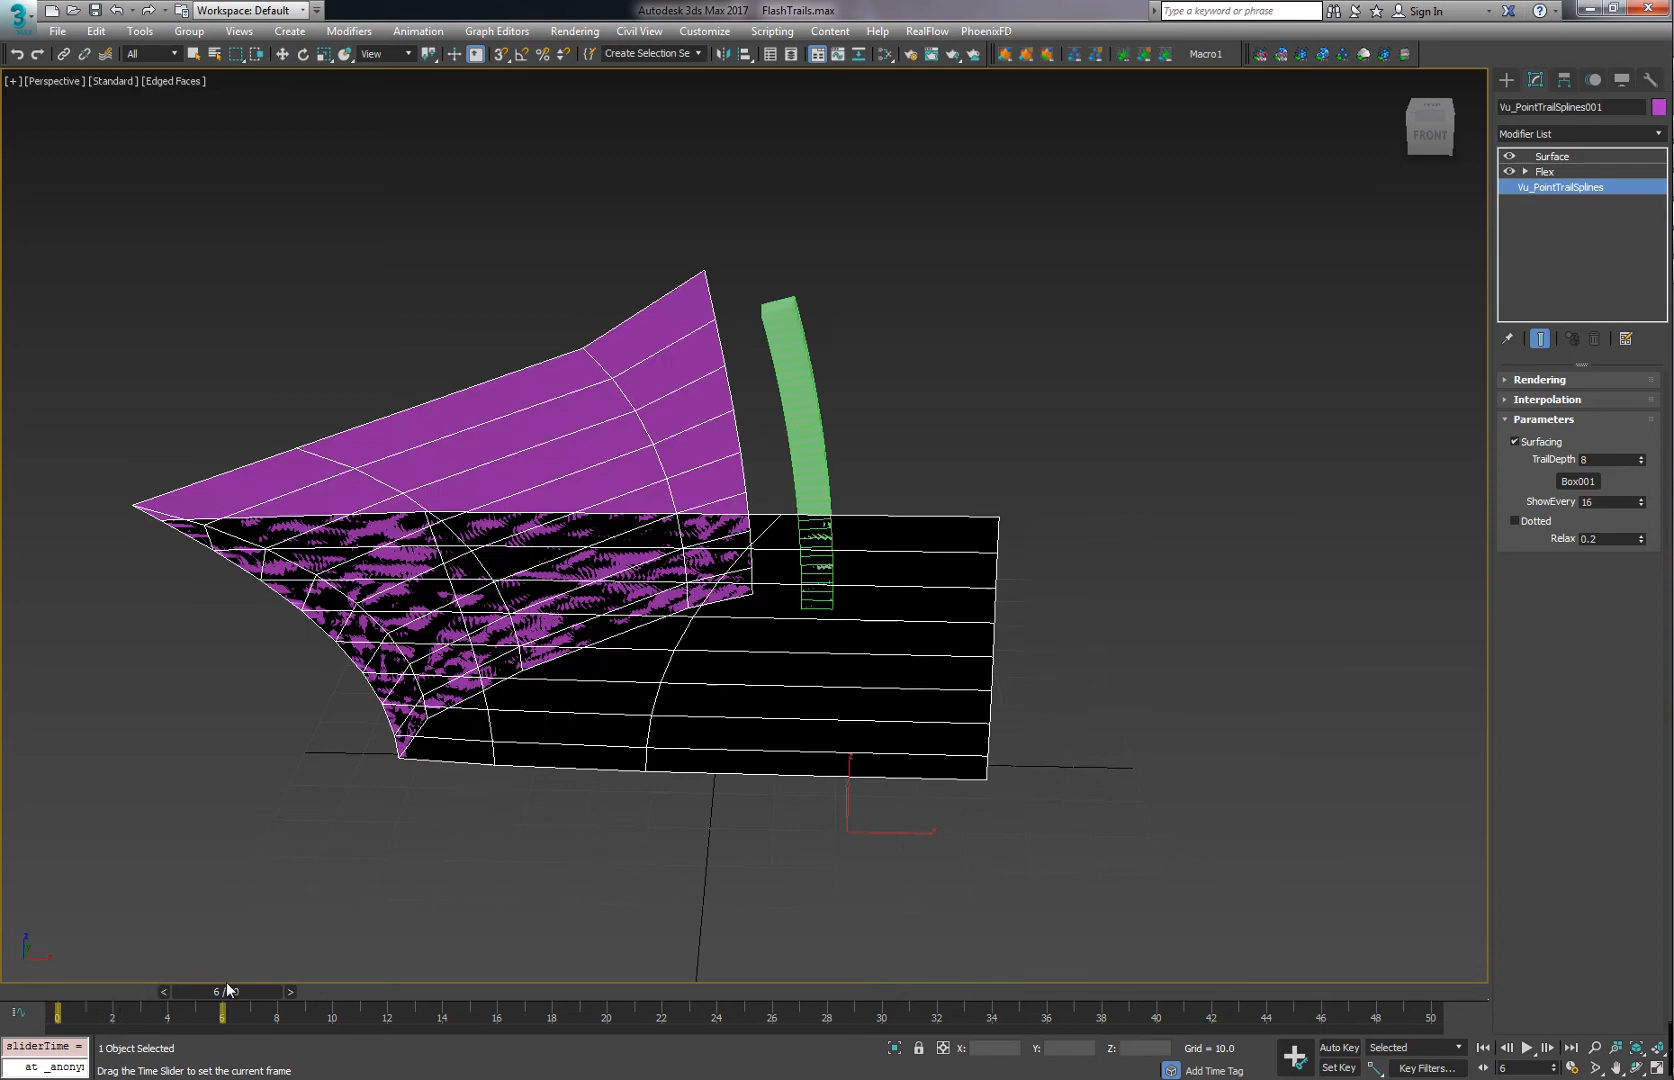 3 Workspace: Default Autodesk 3ds Max 2017 FlashTrails.max Type a keyword or phrase Sign In
MAX
File Edit Tools Group Views Create Modifiers Animation Graph Editors Rendering Civil View Customize Scripting Content Help RealFlow PhoenixFD
All View Create Selection Se Macro1
[+][Perspective ][Standard ][Edged Faces ]
FRONT
Vu_PointTrailSplines001
Modifier List
Surface
Flex
Vu_PointTrailSplines
Rendering
Interpolation
Parameters
Surfacing
TrailDepth 8
Box001
ShowEvery 16
Dotted
Relax 0.2
z
x
< 6 / >
0 2 4 6 8 10 12 14 16 18 20 22 24 26 28 30 32 34 36 38 40 42 44 46 48 50
sliderTime = 1 Object Selected X: Y: Z: Grid = 10.0 Auto Key Selected
at _anony Drag the Time Slider to set the current frame Add Time Tag Set Key Key Filters... 6